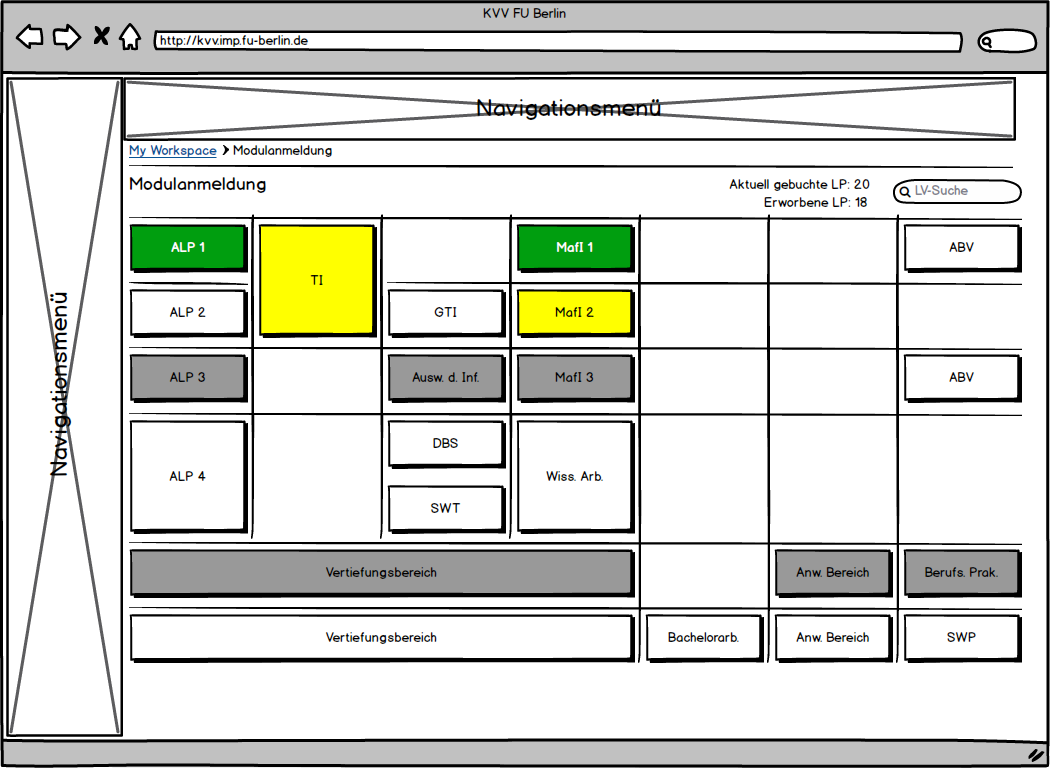 KVV FU Berlin
http://kvv.imp.fu-berlin.de
Navigationsmenü
Navigationsmenü
My Workspace > Modulanmeldung
Modulanmeldung
Aktuell gebuchte LP: 20
Erworbene LP: 18
LV-Suche
ALP 1
TI
MafI 1
ABV
ALP 2
GTI
MafI 2
ALP 3
Ausw. d. Inf.
MafI 3
ABV
ALP 4
DBS
Wiss. Arb.
SWT
Vertiefungsbereich
Anw. Bereich
Berufs. Prak.
Vertiefungsbereich
Bachelorarb.
Anw. Bereich
SWP